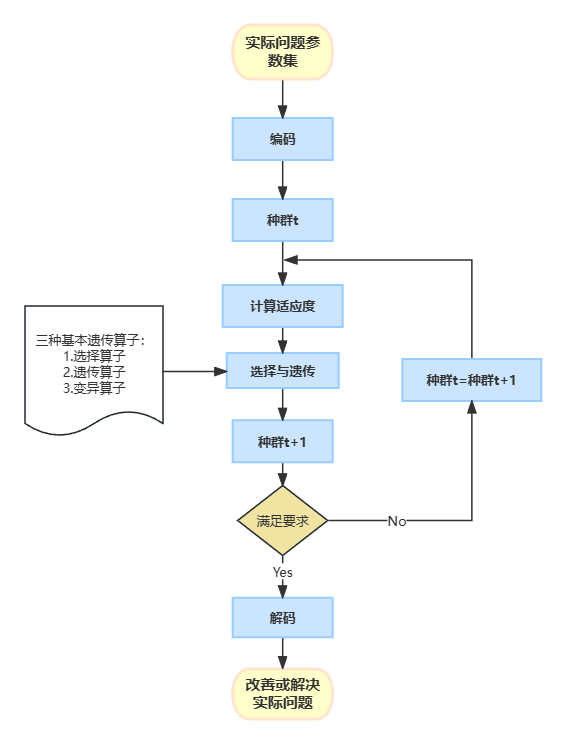 实际问题参
数集
编码
种群t
计算适应度
三种基本遗传算子：
1.选择算子
2.遗传算子
3.变异算子
选择与遗传
种群t=种群t+1
种群t+1
满足要求
No
Yes
解码
改善或解决
实际问题